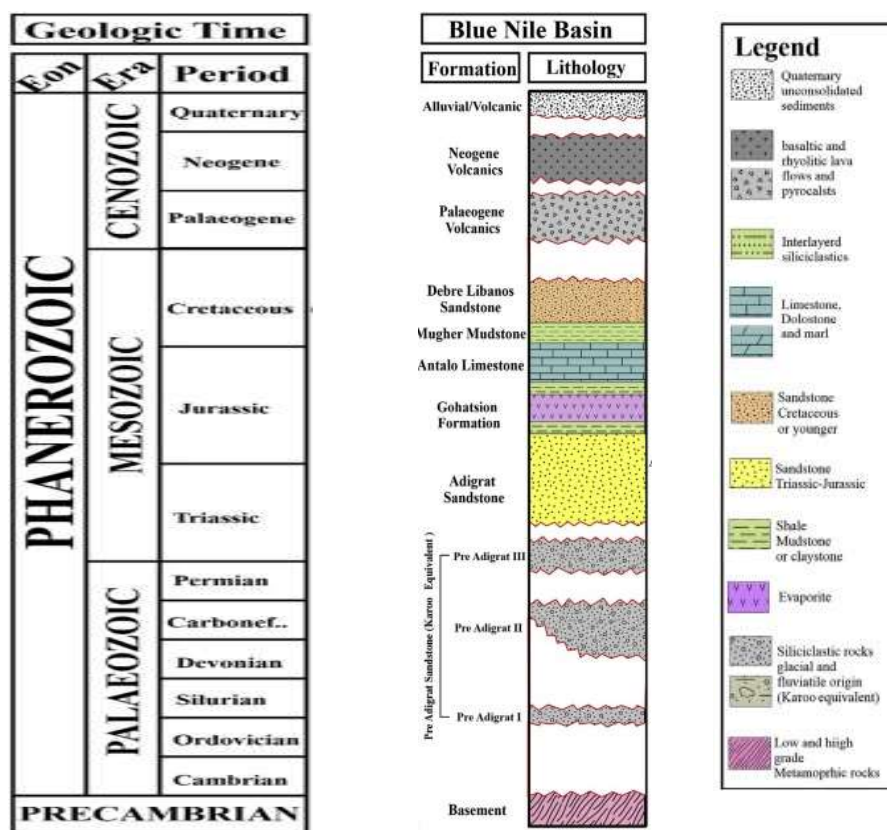 Geologic Time
Eon
Era
Period
PHANEROZOIC
CENOZOIC
Quaternary
Neogene
Palaeogene
MESOZOIC
Cretaceous
Jurassic
Triassic
PALAEOZOIC
Permian
Carbonef..
Devonian
Silurian
Ordovician
Cambrian
PRECAMBRIAN
Blue Nile Basin
Formation
Lithology
Alluvial/Volcanic
Neogene
Volcanics
Palaeogene
Volcanics
Debre Libanos
Sandstone
Mugher Mudstone
Antalo Limestone
Gohatsion
Formation
Adigrat
Sandstone
Pre Adigrat Sandstone (Karoo Equivalent )
Pre Adigrat III
Pre Adigrat II
Pre Adigrat I
Basement
Legend
Quaternary
unconsolidated
sediments
basaltic and
rhyolitic lava
flows and
pyrocalsts
Interlayerd
siliciclastics
Limestone,
Dolostone
and marl
Sandstone
Cretaceous
or younger
Sandstone
Triassic-Jurassic
Shale
Mudstone
or claystone
Evaporite
Siliciclastic rocks
glacial and
fluviatile origin
(Karoo equivalent)
Low and hiigh
grade
Metamoprhic rocks